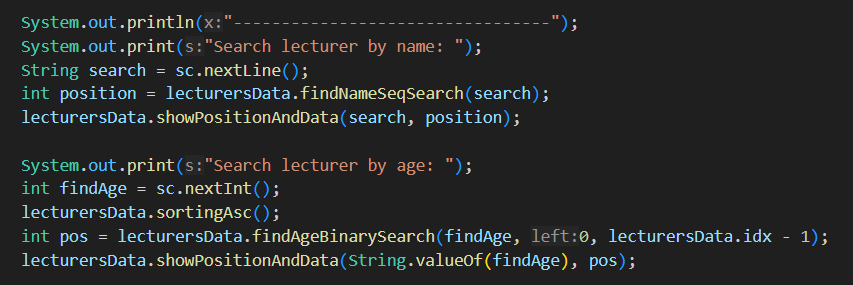 System.out.println(x:"---------------------------------");
System.out.print(s:"Search lecturer by name: ");
String search = sc.nextLine();
int position = lecturersData.findNameSeqSearch(search);
lecturersData.showPositionAndData(search, position);
System.out.print(s:"Search lecturer by age: ");
int findAge = sc.nextInt();
lecturersData.sortingAsc();
int pos = lecturersData.findAgeBinarySearch(findAge, left:0, lecturersData.idx - 1);
lecturersData.showPositionAndData(String.valueOf(findAge), pos);